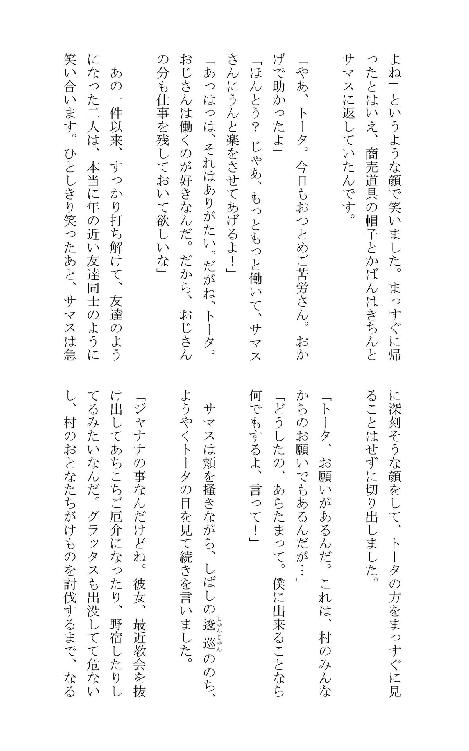 よね」というような顔で笑いました。まっすぐに帰
ったとはいえ、商売道具の帽子とかばんはきちんと
サマスに返していたんです。
「やあ、トータ。今日もおつとめご苦労さん。おか
げで助かったよ」
「ほんとう？じゃあ、もっともっと働いて、サマス
さんにうんと楽をさせてあげるよ！」
「あっはっは、それはありがたい。だがね、トータ。
おじさんは働くのが好きなんだ。だから、おじさん
の分も仕事を残しておいて欲しいな」
あの一件以来、すっかり打ち解けて、友達のよう
になった二人は、本当に年の近い友達同士のように
笑い合います。ひとしきり笑ったあと、サマスは急
に深刻そうな顔をして、トータの方をまっすぐに見
ることはせずに切り出しました。
「トータ、お願いがあるんだ。これは、村のみんな
からのお願いでもあるんだが…
「どうしたの、あらたまって。僕に出来ることなら
何でもするよ、言って！」
サマスは頬を掻きながら、しばしの逡巡ののち、
ようやくトータの目を見て続きを言いました。
「ジャナナの事なんだけどね。彼女、最近教会を抜
け出してあちこちご厄介になったり、野宿したりし
てるみたいなんだ。グラッタスも出没してて危ない
し、村のおとなたちがけものを討伐するまで、なる